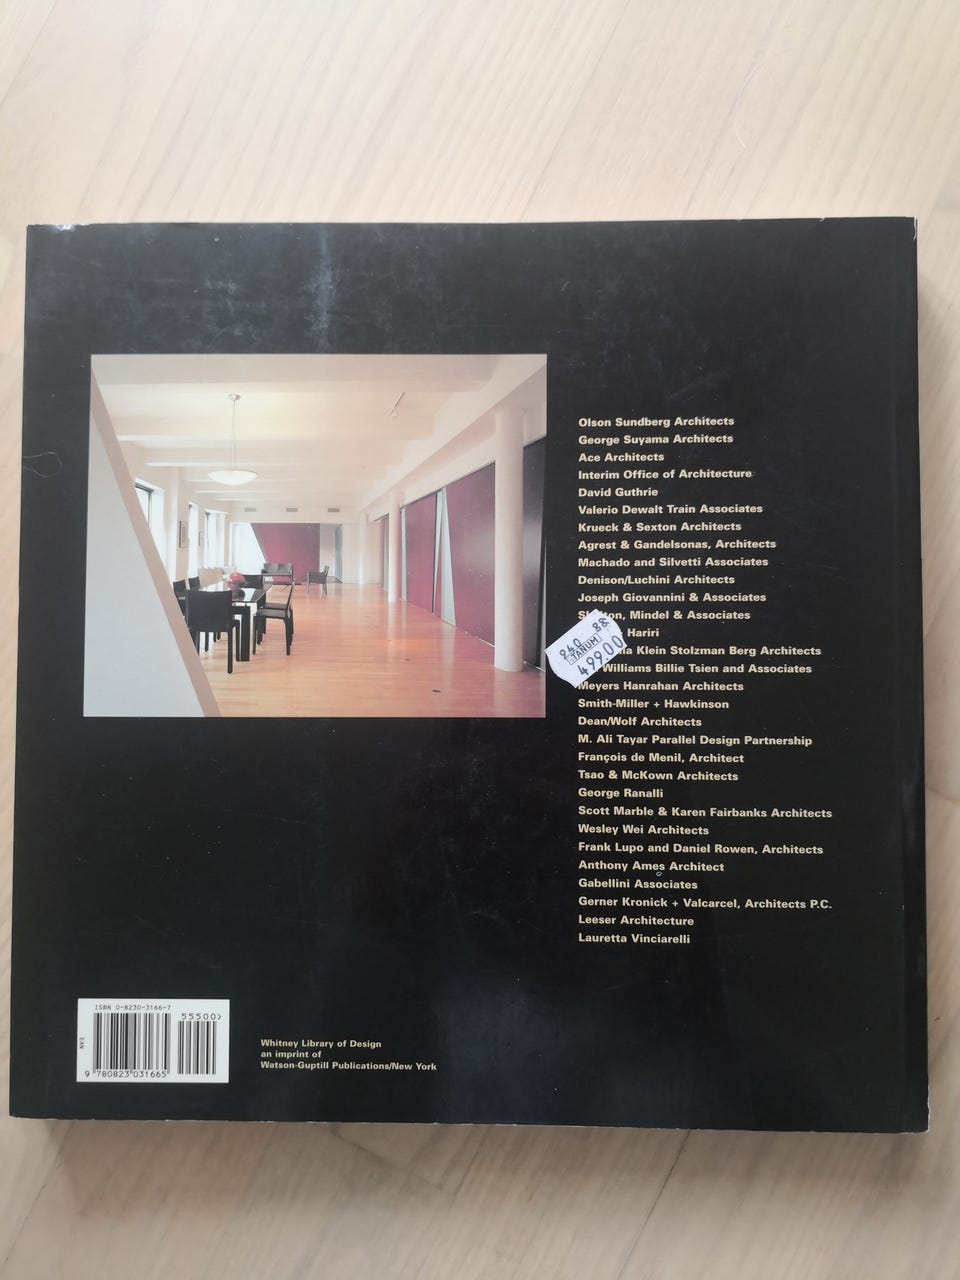 Olson Sundberg Architects
George Suyama Architects
Ace Architects
Interim Office of Architecture
David Guthrie
Valerio Dewalt Train Associates
Krueck & Sexton Architects
Agrest & Gandelsonas, Architects
Machado and Silvetti Associates
Denison/Luchini Architects
Joseph Giovannini & Associates
Mindel & Associates
Hariri
Klein Stolzman Berg Architects
Williams Billie Tsien and Associates
Meyers Hanrahan Architects
Smith-Miller + Hawkinson
Dean/Wolf Architects
M. Ali Tayar Parallel Design Partnership
François de Menil, Architect
Tsao & McKown Architects
George Ranalli
Scott Marble & Karen Fairbanks Architects
Wesley Wei Architects
Frank Lupo and Daniel Rowen, Architects
Anthony Ames Architect
Gabellini Associates
Gerner Kronick + Valcarcel, Architects P.C.
Leeser Architecture
Lauretta Vinciarelli
940 88
TANUM
499.00
ISBN 0-8230-3166-7
55500>
EAN
9 780823 031665
Whitney Library of Design
an imprint of
Watson-Guptill Publications/New York